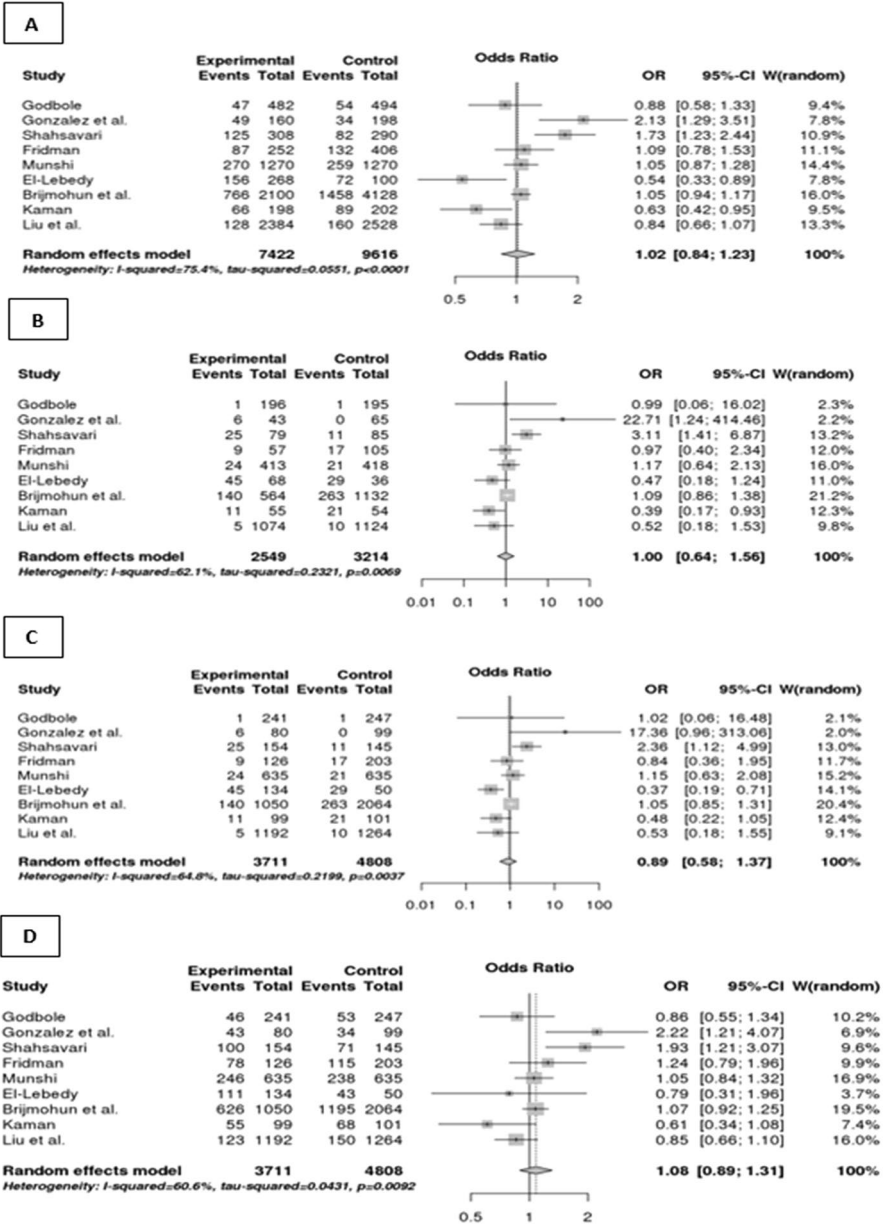 A
Experimental Control Odds Ratio
Study Events Total Events Total OR 95%-CI W(random)
Godbole 47 482 54 494 0.88 [0.58; 1.33] 9.4%
Gonzalez et al. 49 160 34 198 2.13 [1.29; 3.51] 7.8%
Shahsavari 125 308 82 290 1.73 [1.23; 2.44] 10.9%
Fridman 87 252 132 406 1.09 [0.78; 1.53] 11.1%
Munshi 270 1270 259 1270 1.05 [0.87; 1.28] 14.4%
El-Lebedy 156 268 72 100 0.54 [0.33; 0.89] 7.8%
Brijmohun et al. 766 2100 1458 4128 1.05 [0.94; 1.17] 16.0%
Kaman 66 198 89 202 0.63 [0.42; 0.95] 9.5%
Liu et al. 128 2384 160 2528 0.84 [0.66; 1.07] 13.3%
Random effects model 7422 9616 1.02 [0.84; 1.23] 100%
Heterogeneity: I-squared=75.4%, tau-squared=0.0551, p<0.0001
0.5 1 2
B
Experimental Control Odds Ratio
Study Events Total Events Total OR 95%-CI W(random)
Godbole 1 196 1 195 0.99 [0.06; 16.02] 2.3%
Gonzalez et al. 6 43 0 65 22.71 [1.24; 414.46] 2.2%
Shahsavari 25 79 11 85 3.11 [1.41; 6.87] 13.2%
Fridman 9 57 17 105 0.97 [0.40; 2.34] 12.0%
Munshi 24 413 21 418 1.17 [0.64; 2.13] 16.0%
El-Lebedy 45 68 29 36 0.47 [0.18; 1.24] 11.0%
Brijmohun et al. 140 564 263 1132 1.09 [0.86; 1.38] 21.2%
Kaman 11 55 21 54 0.39 [0.17; 0.93] 12.3%
Liu et al. 5 1074 10 1124 0.52 [0.18; 1.53] 9.8%
Random effects model 2549 3214 1.00 [0.64; 1.56] 100%
Heterogeneity: I-squared=62.1%, tau-squared=0.2321, p=0.0069
0.01 0.1 1 10 100
C
Experimental Control Odds Ratio
Study Events Total Events Total OR 95%-CI W(random)
Godbole 1 241 1 247 1.02 [0.06; 16.48] 2.1%
Gonzalez et al. 6 80 0 99 17.36 [0.96; 313.06] 2.0%
Shahsavari 25 154 11 145 2.36 [1.12; 4.99] 13.0%
Fridman 9 126 17 203 0.84 [0.36; 1.95] 11.7%
Munshi 24 635 21 635 1.15 [0.63; 2.08] 15.2%
El-Lebedy 45 134 29 50 0.37 [0.19; 0.71] 14.1%
Brijmohun et al. 140 1050 263 2064 1.05 [0.85; 1.31] 20.4%
Kaman 11 99 21 101 0.48 [0.22; 1.05] 12.4%
Liu et al. 5 1192 10 1264 0.53 [0.18; 1.55] 9.1%
Random effects model 3711 4808 0.89 [0.58; 1.37] 100%
Heterogeneity: I-squared=64.8%, tau-squared=0.2199, p=0.0037
0.01 0.1 1 10 100
D
Experimental Control Odds Ratio
Study Events Total Events Total OR 95%-CI W(random)
Godbole 46 241 53 247 0.86 [0.55; 1.34] 10.2%
Gonzalez et al. 43 80 34 99 2.22 [1.21; 4.07] 6.9%
Shahsavari 100 154 71 145 1.93 [1.21; 3.07] 9.6%
Fridman 78 126 115 203 1.24 [0.79; 1.96] 9.9%
Munshi 246 635 238 635 1.05 [0.84; 1.32] 16.9%
El-Lebedy 111 134 43 50 0.79 [0.31; 1.96] 3.7%
Brijmohun et al. 626 1050 1195 2064 1.07 [0.92; 1.25] 19.5%
Kaman 55 99 68 101 0.61 [0.34; 1.08] 7.4%
Liu et al. 123 1192 150 1264 0.85 [0.66; 1.10] 16.0%
Random effects model 3711 4808 1.08 [0.89; 1.31] 100%
Heterogeneity: I-squared=60.6%, tau-squared=0.0431, p=0.0092
0.5 1 2